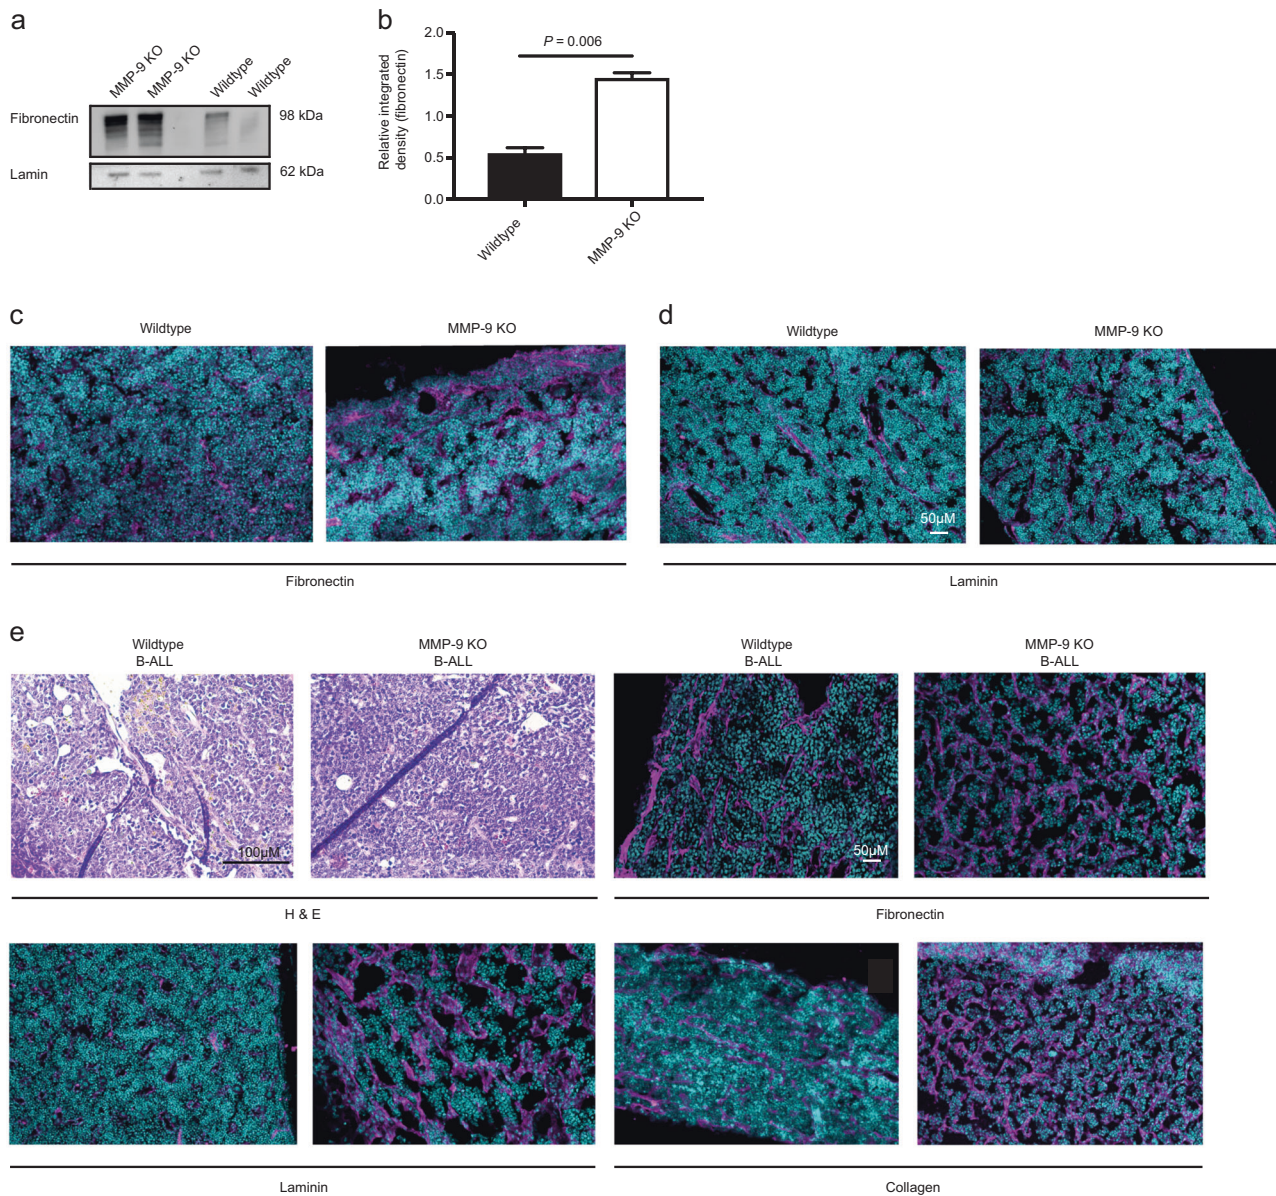 a
MMP-9 KO
MMP-9 KO
Wildtype
Wildtype
Fibronectin
98 kDa
Lamin
62 kDa
b
Relative integrated
density (fibronectin)
2.0
1.5
1.0
0.5
0.0
P = 0.006
Wildtype
MMP-9 KO
c
Wildtype
MMP-9 KO
Fibronectin
d
Wildtype
MMP-9 KO
50µM
Laminin
e
Wildtype
B-ALL
MMP-9 KO
B-ALL
Wildtype
B-ALL
MMP-9 KO
B-ALL
100µM
50µM
H & E
Fibronectin
Laminin
Collagen